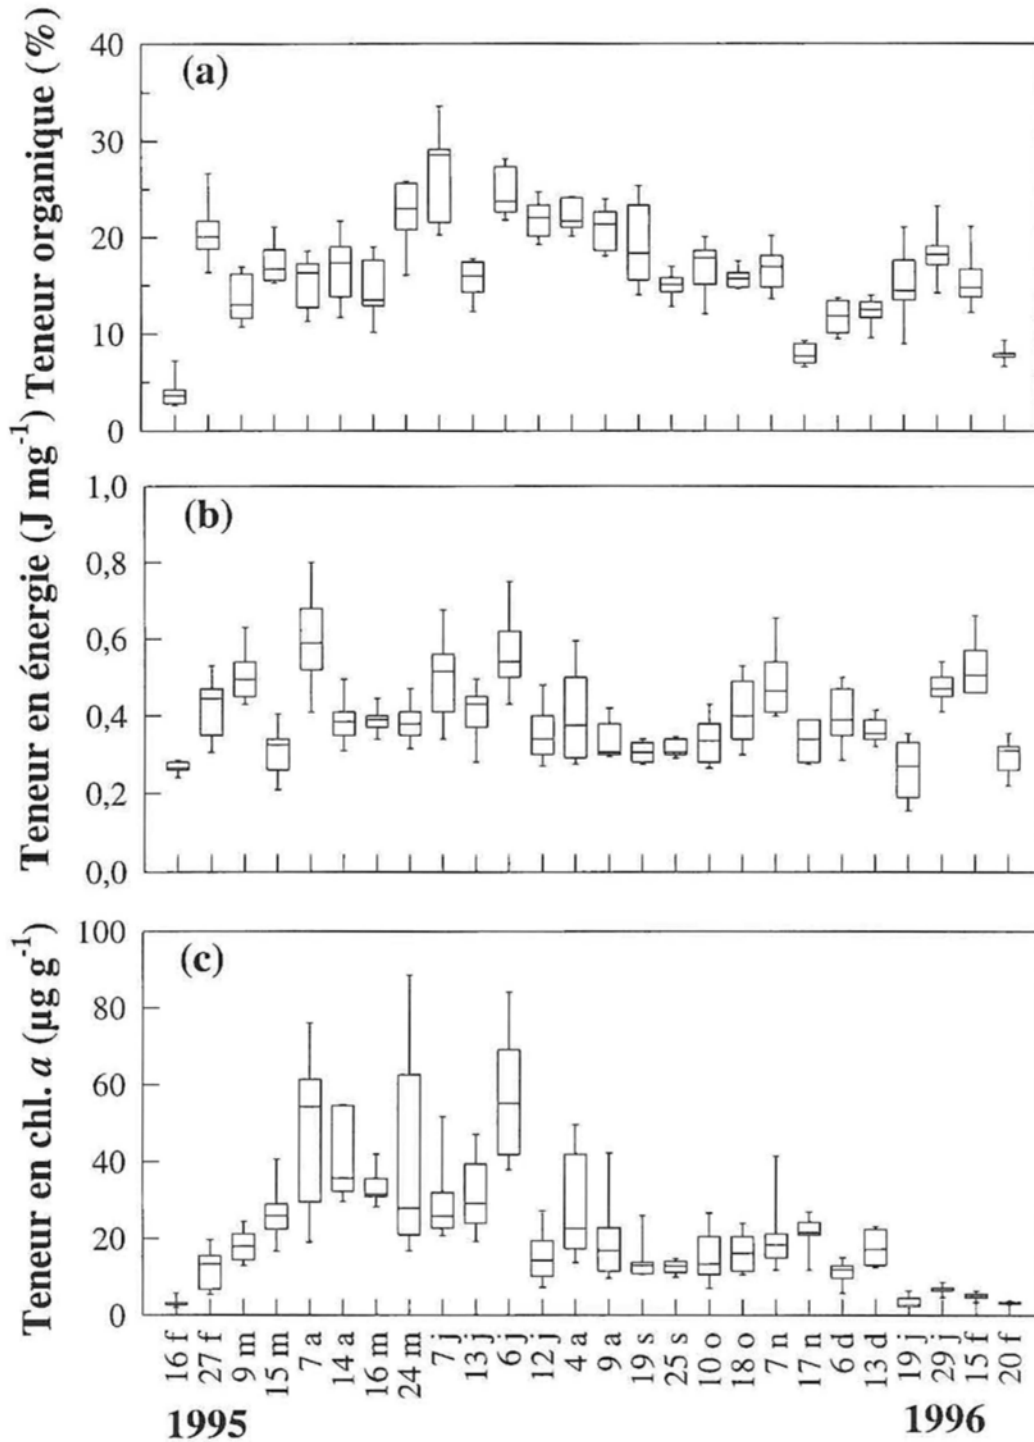 Teneur organique (%)
(a)
40
30
20
10
0
Teneur en énergie (J mg⁻¹)
(b)
1,0
0,8
0,6
0,4
0,2
0,0
Teneur en chl. a (µg g⁻¹)
(c)
100
80
60
40
20
0
16 f
27 f
9 m
15 m
7 a
14 a
16 m
24 m
7 j
13 j
6 j
12 j
4 a
9 a
19 s
25 s
10 o
18 o
7 n
17 n
6 d
13 d
19 j
29 j
15 f
20 f
1995
1996